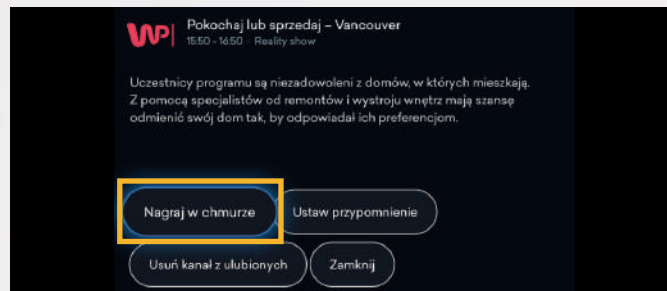 WP
Pokochaj lub sprzedaj – Vancouver
15:50 - 16:50 · Reality show
Uczestnicy programu są niezadowoleni z domów, w których mieszkają.
Z pomocą specjalistów od remontów i wystroju wnętrz mają szansę
odmienić swój dom tak, by odpowiadał ich preferencjom.
Nagraj w chmurze
Ustaw przypomnienie
Usuń kanał z ulubionych
Zamknij